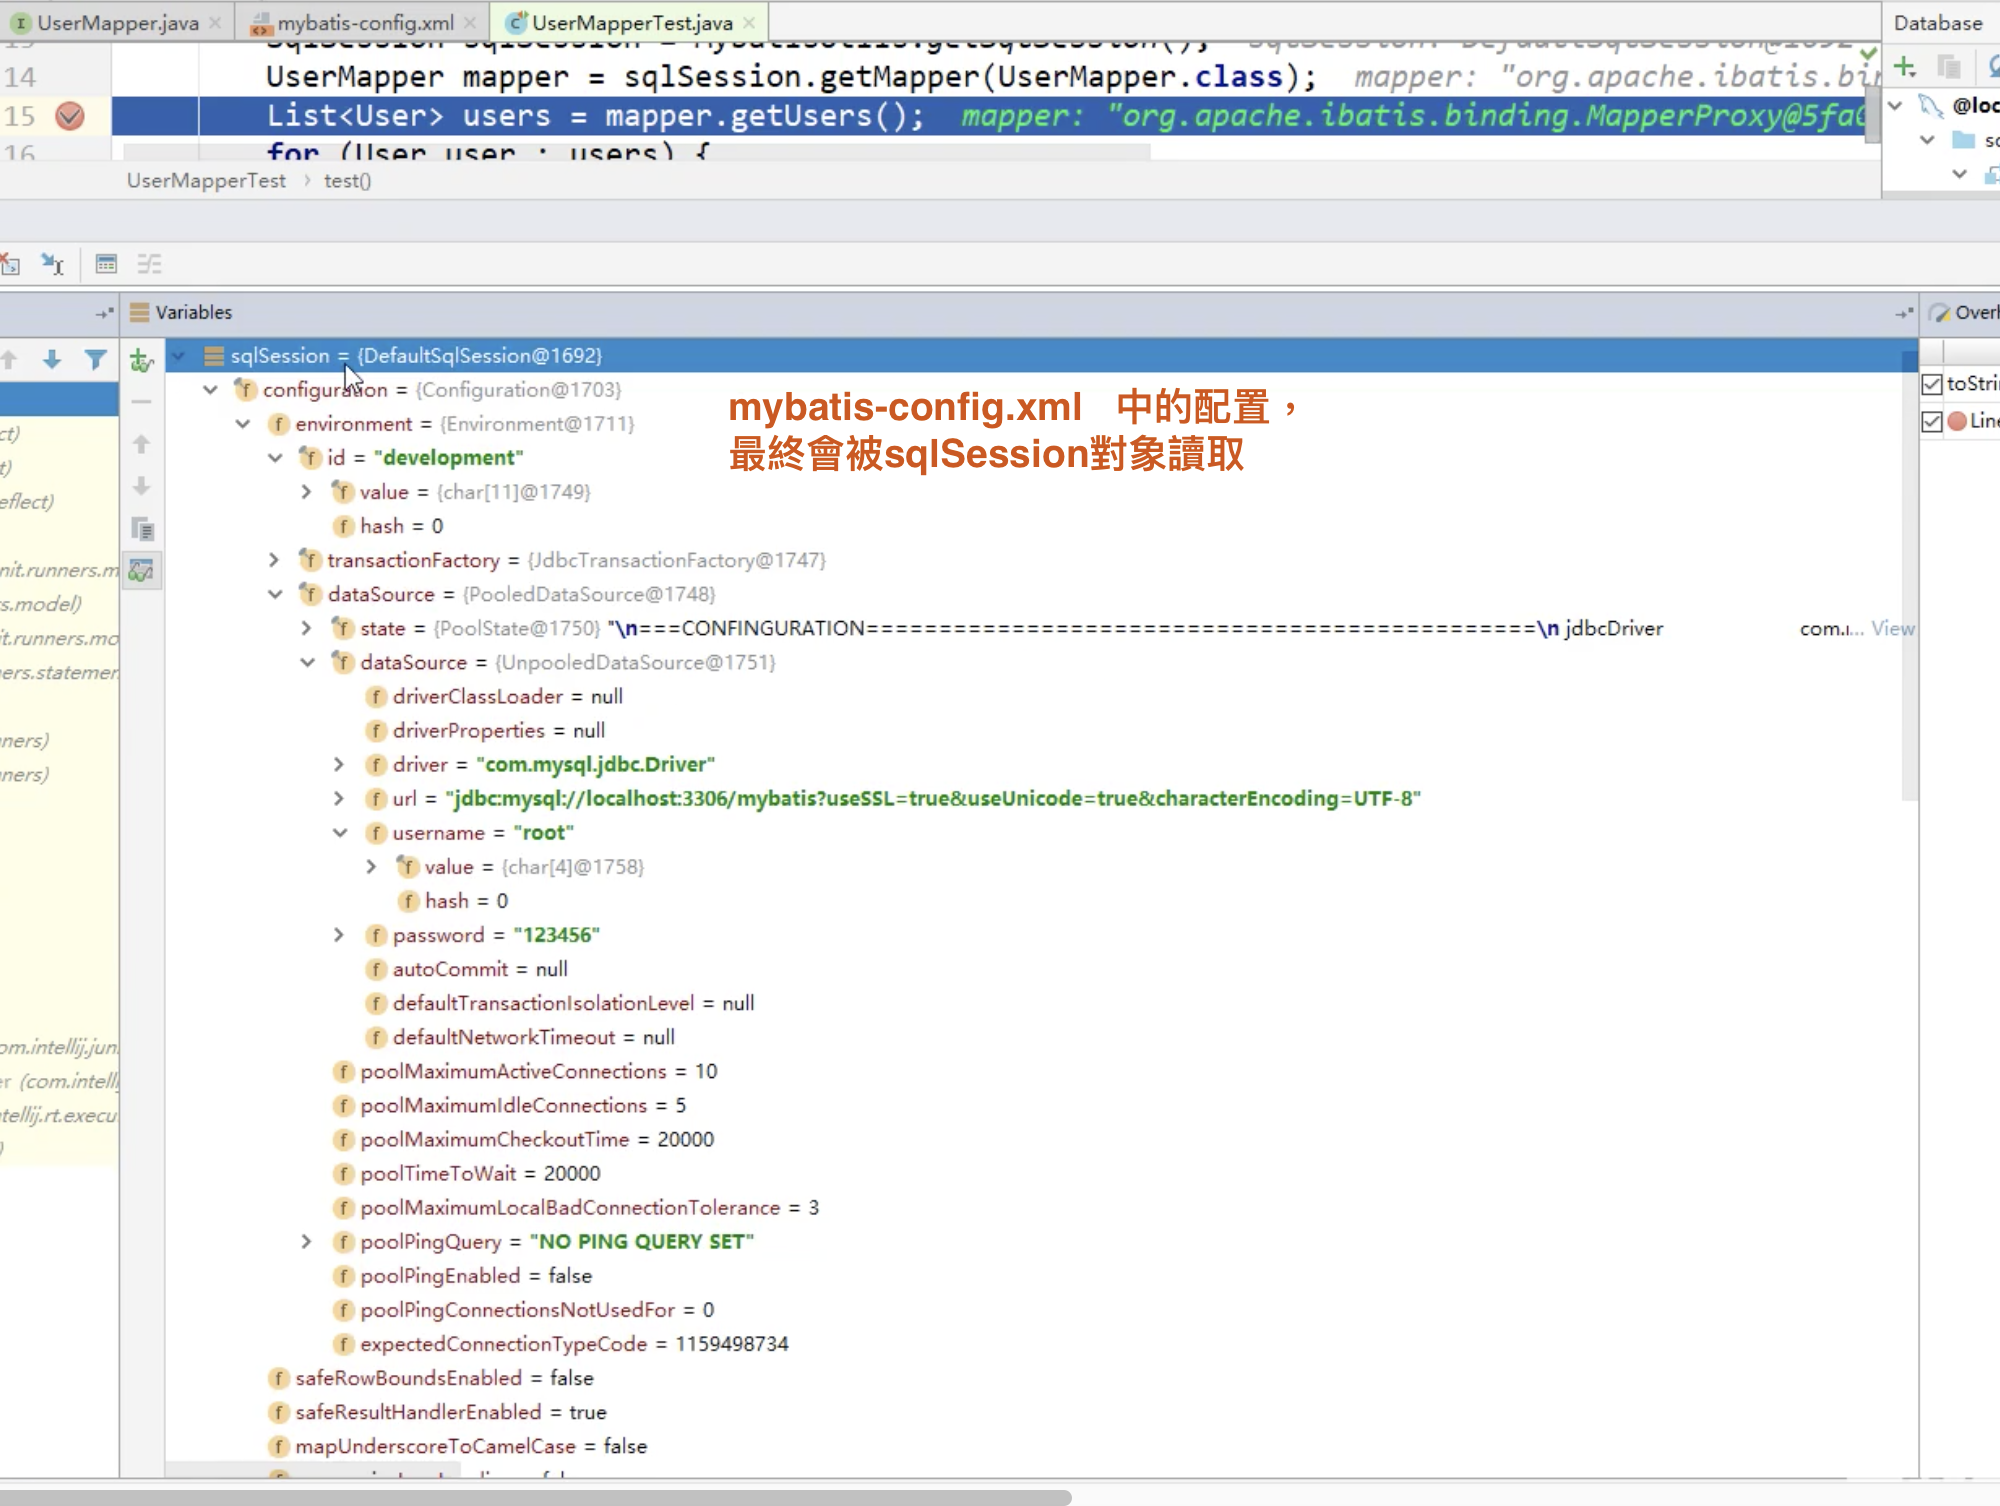 UserMapper.java
mybatis-config.xml
UserMapperTest.java
Database
14 UserMapper mapper = sqlSession.getMapper(UserMapper.class); mapper: "org.apache.ibatis.bin
15 List<User> users = mapper.getUsers(); mapper: "org.apache.ibatis.binding.MapperProxy@5fa0
16 for (User user : users) {
@loc
UserMapperTest > test()
Variables
Overh
sqlSession = {DefaultSqlSession@1692}
configuration = {Configuration@1703}
toStri
Line
mybatis-config.xml 中的配置，
最終會被sqlSession對象讀取
environment = {Environment@1711}
id = "development"
value = {char[11]@1749}
hash = 0
transactionFactory = {JdbcTransactionFactory@1747}
dataSource = {PooledDataSource@1748}
state = {PoolState@1750} "\n===CONFINGURATION==============================================\n jdbcDriver com.ı... View
dataSource = {UnpooledDataSource@1751}
driverClassLoader = null
driverProperties = null
driver = "com.mysql.jdbc.Driver"
url = "jdbc:mysql://localhost:3306/mybatis?useSSL=true&useUnicode=true&characterEncoding=UTF-8"
username = "root"
value = {char[4]@1758}
hash = 0
password = "123456"
autoCommit = null
defaultTransactionIsolationLevel = null
defaultNetworkTimeout = null
poolMaximumActiveConnections = 10
poolMaximumIdleConnections = 5
poolMaximumCheckoutTime = 20000
poolTimeToWait = 20000
poolMaximumLocalBadConnectionTolerance = 3
poolPingQuery = "NO PING QUERY SET"
poolPingEnabled = false
poolPingConnectionsNotUsedFor = 0
expectedConnectionTypeCode = 1159498734
safeRowBoundsEnabled = false
safeResultHandlerEnabled = true
mapUnderscoreToCamelCase = false
ct)
t)
eflect)
nit.runners.m
s.model)
it.runners.mo
ers.statemen
ners)
ners)
om.intellij.jun
er (com.intelli
ntellij.rt.execu
)